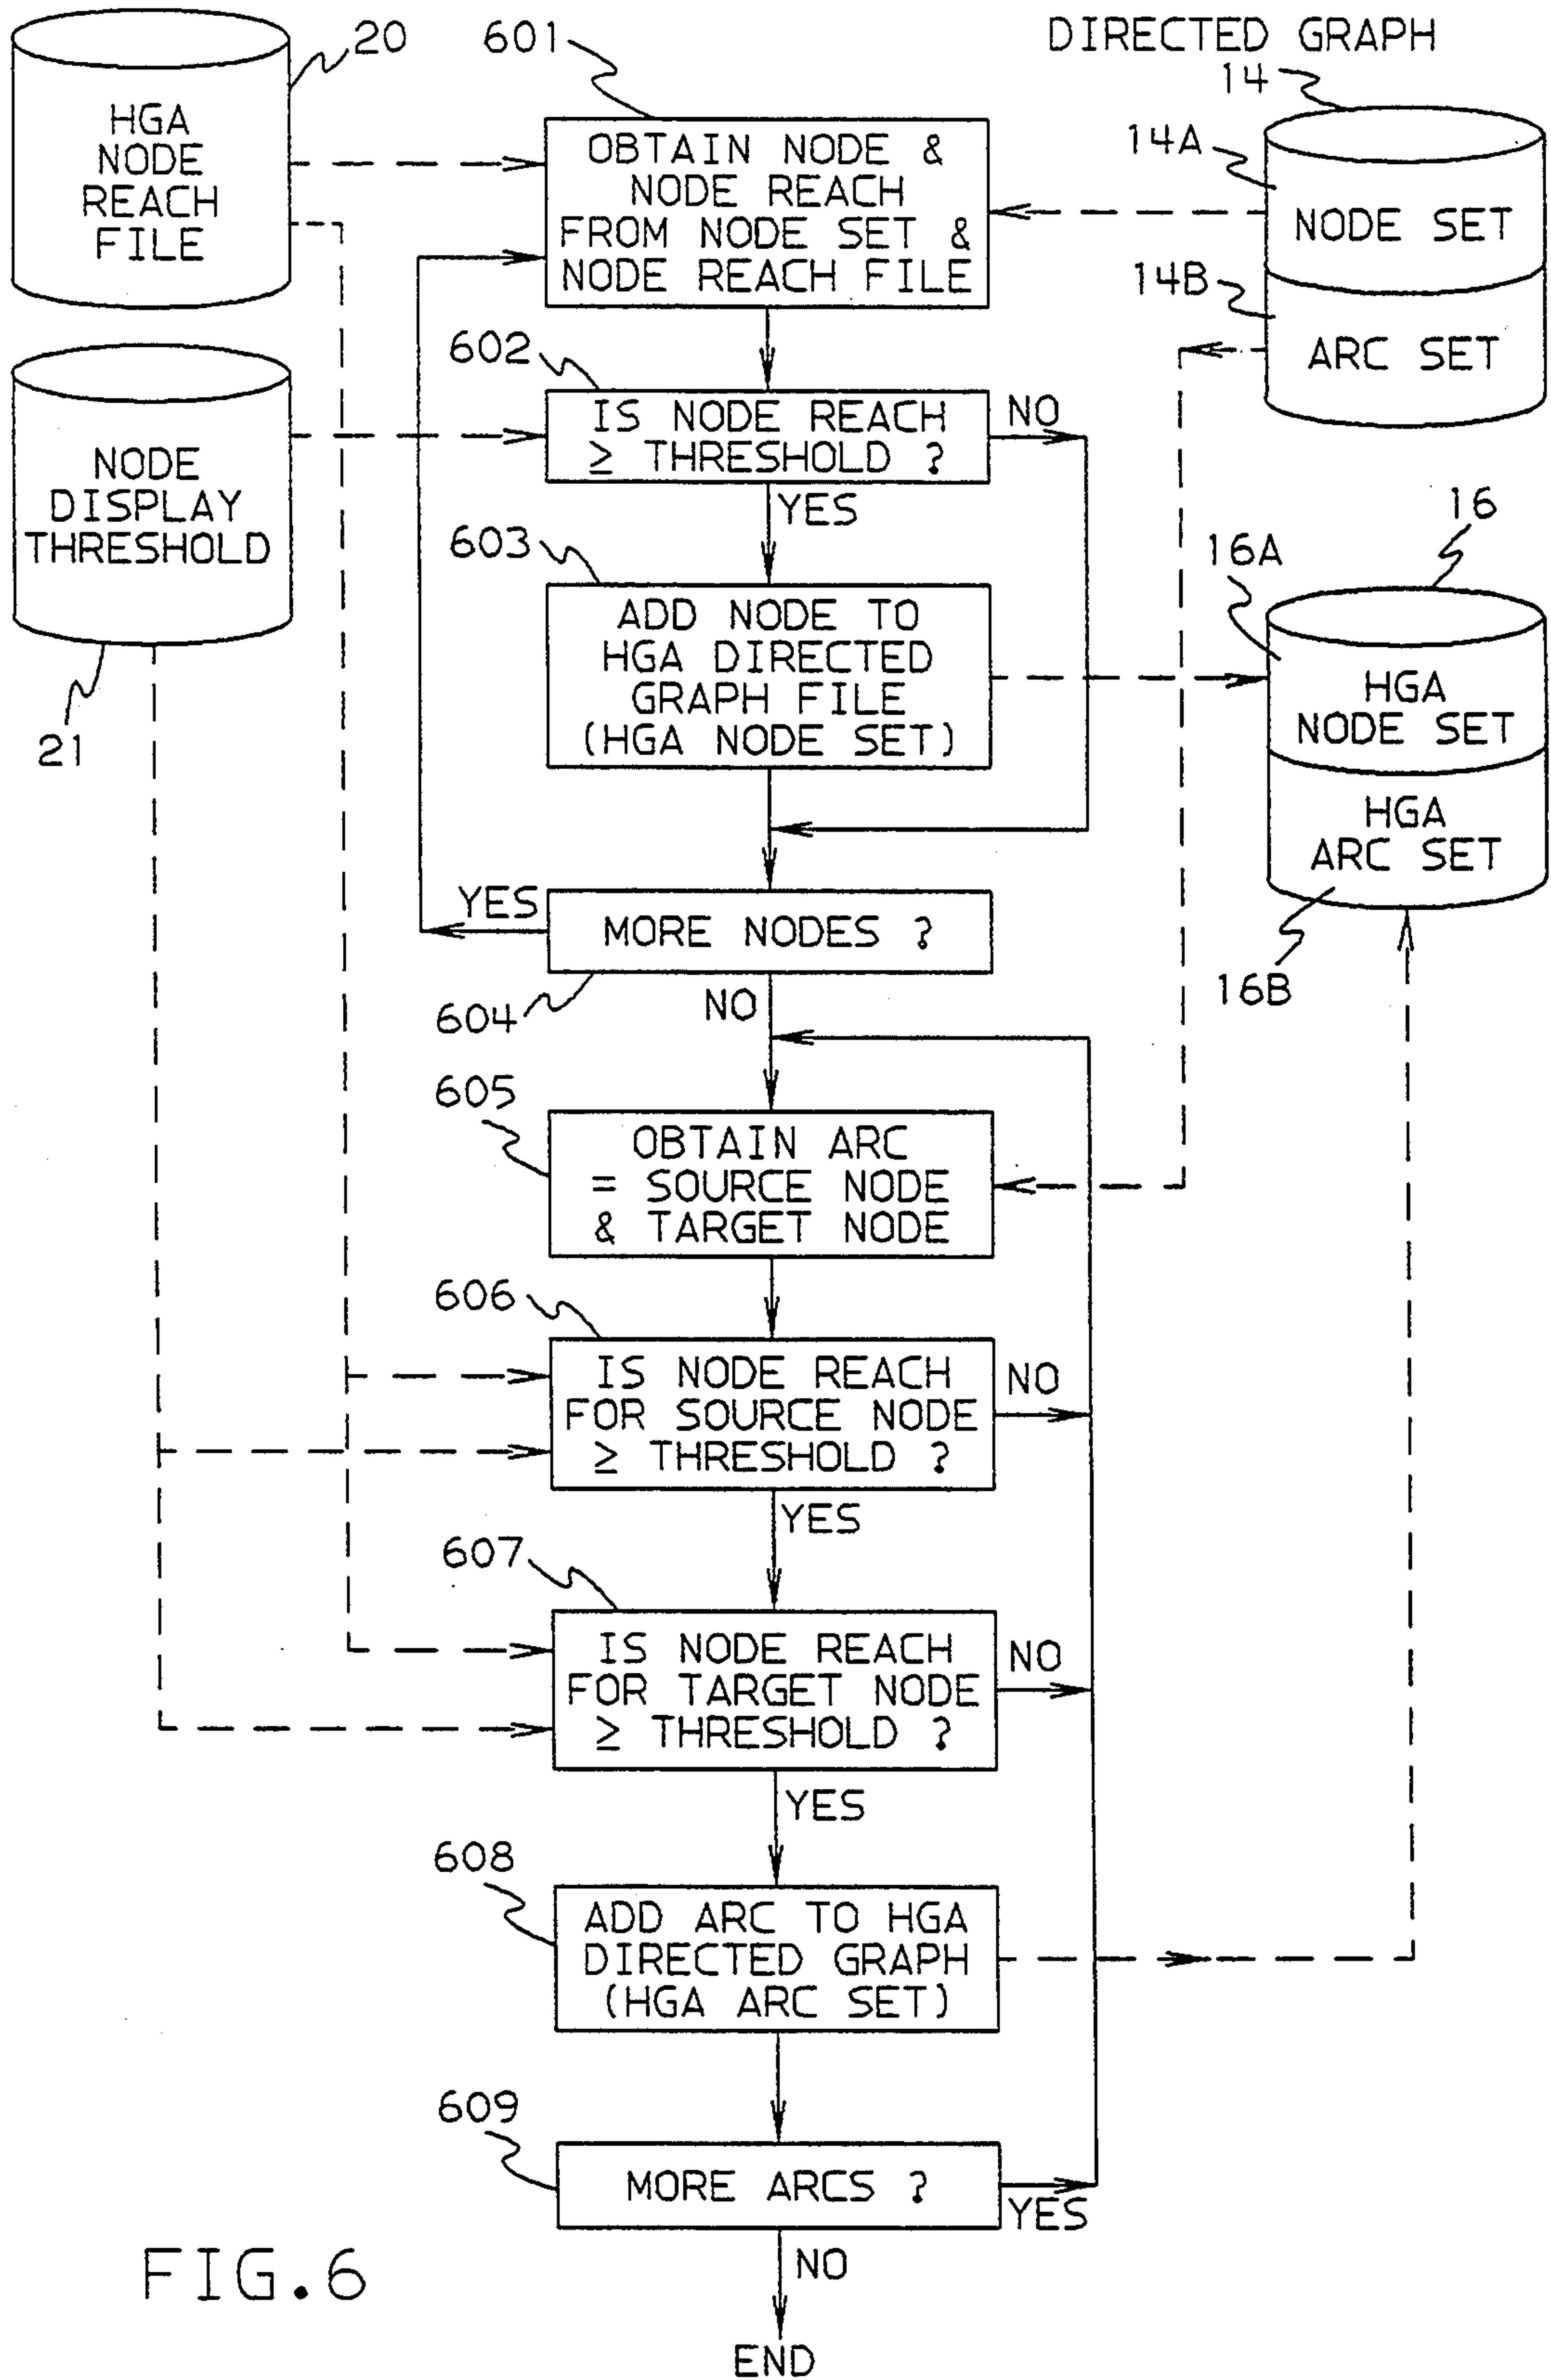 DIRECTED GRAPH
20
601
14
HGA
NODE
REACH
FILE
OBTAIN NODE &
NODE REACH
FROM NODE SET &
NODE REACH FILE
14A
NODE SET
14B
ARC SET
602
IS NODE REACH
≥ THRESHOLD ?
NO
YES
NODE
DISPLAY
THRESHOLD
21
603
ADD NODE TO
HGA DIRECTED
GRAPH FILE
(HGA NODE SET)
16
16A
HGA
NODE SET
HGA
ARC SET
16B
YES
MORE NODES ?
604
NO
605
OBTAIN ARC
= SOURCE NODE
& TARGET NODE
606
IS NODE REACH
FOR SOURCE NODE
≥ THRESHOLD ?
NO
YES
607
IS NODE REACH
FOR TARGET NODE
≥ THRESHOLD ?
NO
YES
608
ADD ARC TO HGA
DIRECTED GRAPH
(HGA ARC SET)
609
MORE ARCS ?
YES
NO
END
FIG.6